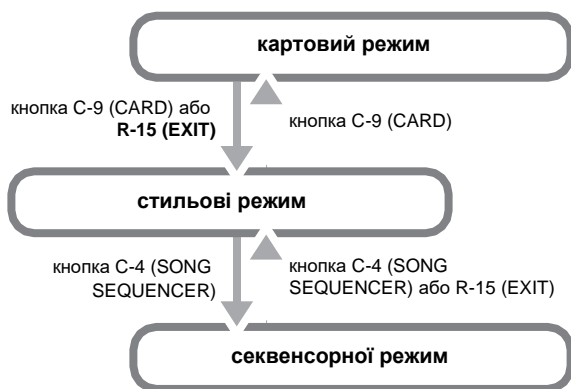 картовий режим
кнопка C-9 (CARD) або
R-15 (EXIT)
кнопка C-9 (CARD)
стильові режим
кнопка C-4 (SONG
SEQUENCER)
кнопка C-4 (SONG
SEQUENCER) або R-15 (EXIT)
секвенсорної режим